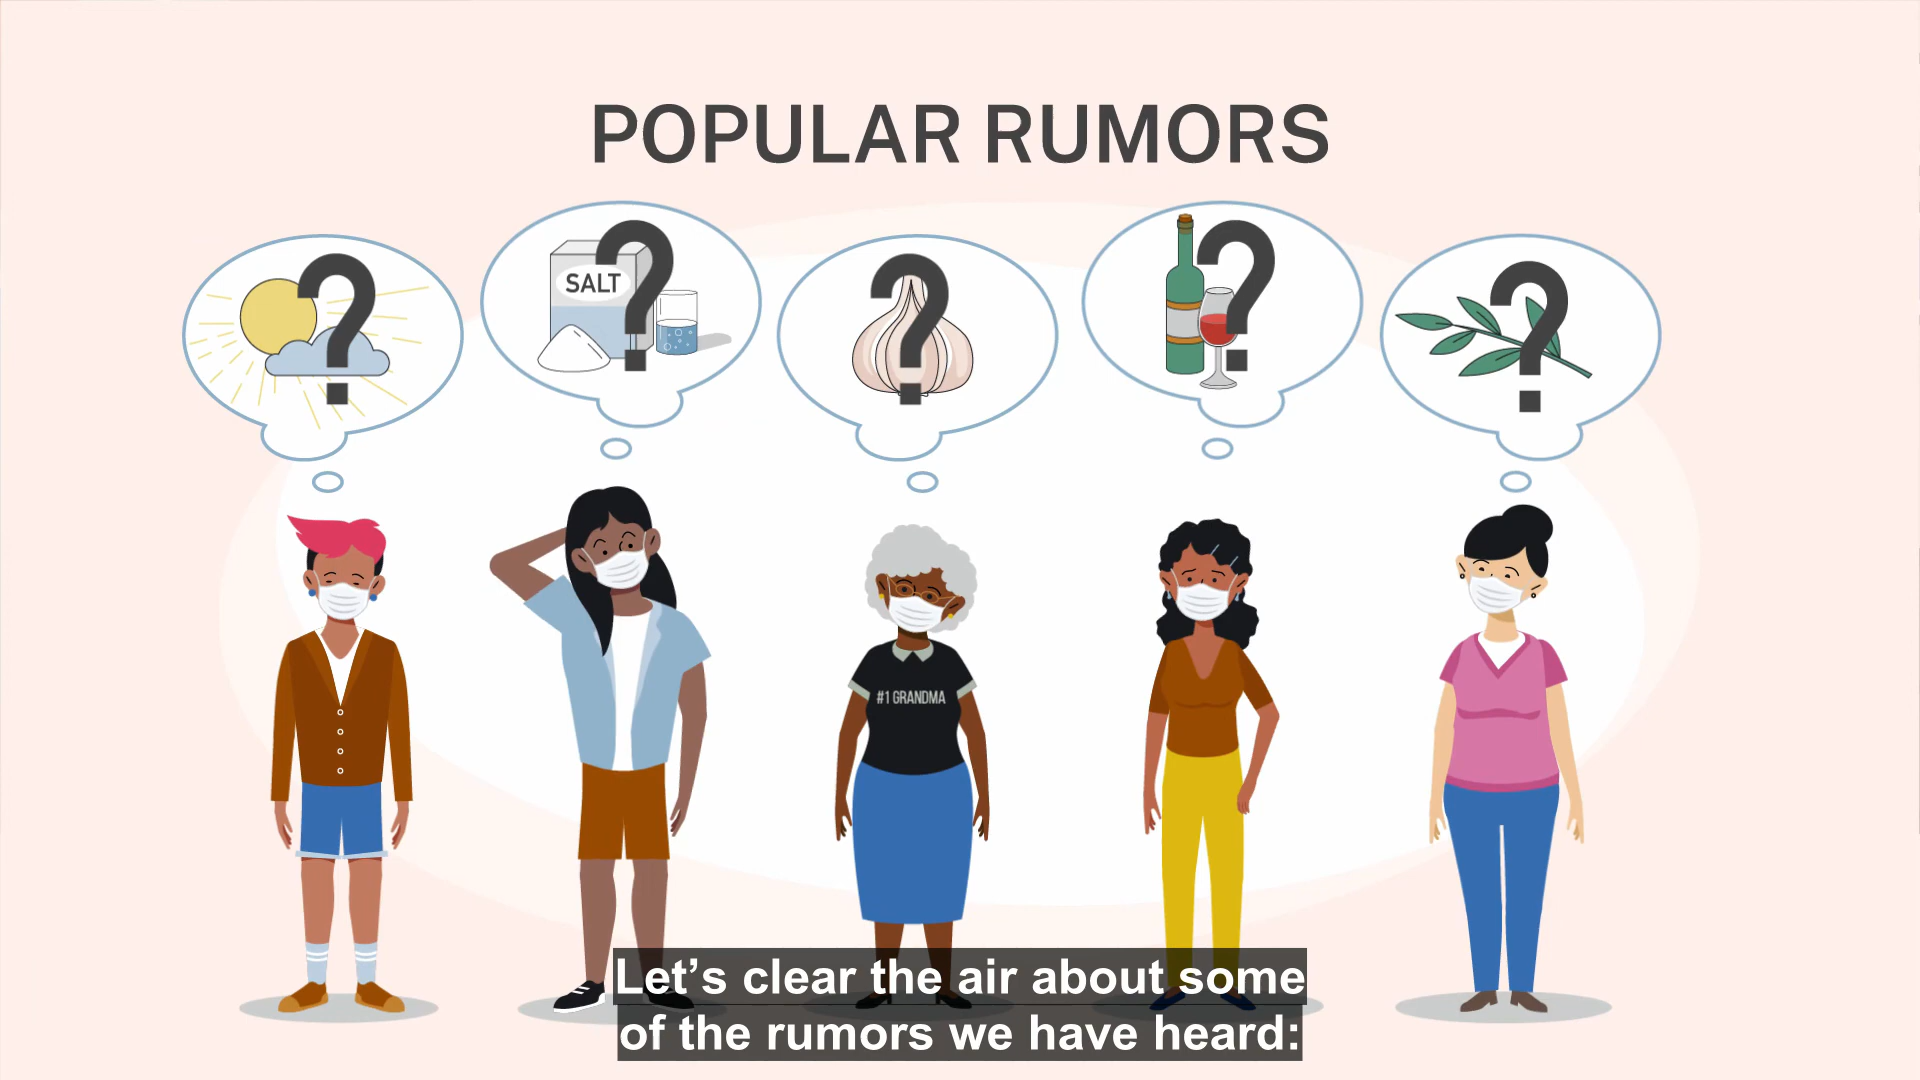 POPULAR RUMORS
?
?
?
?
?
SALT
#1 GRANDMA
Let’s clear the air about some
of the rumors we have heard: